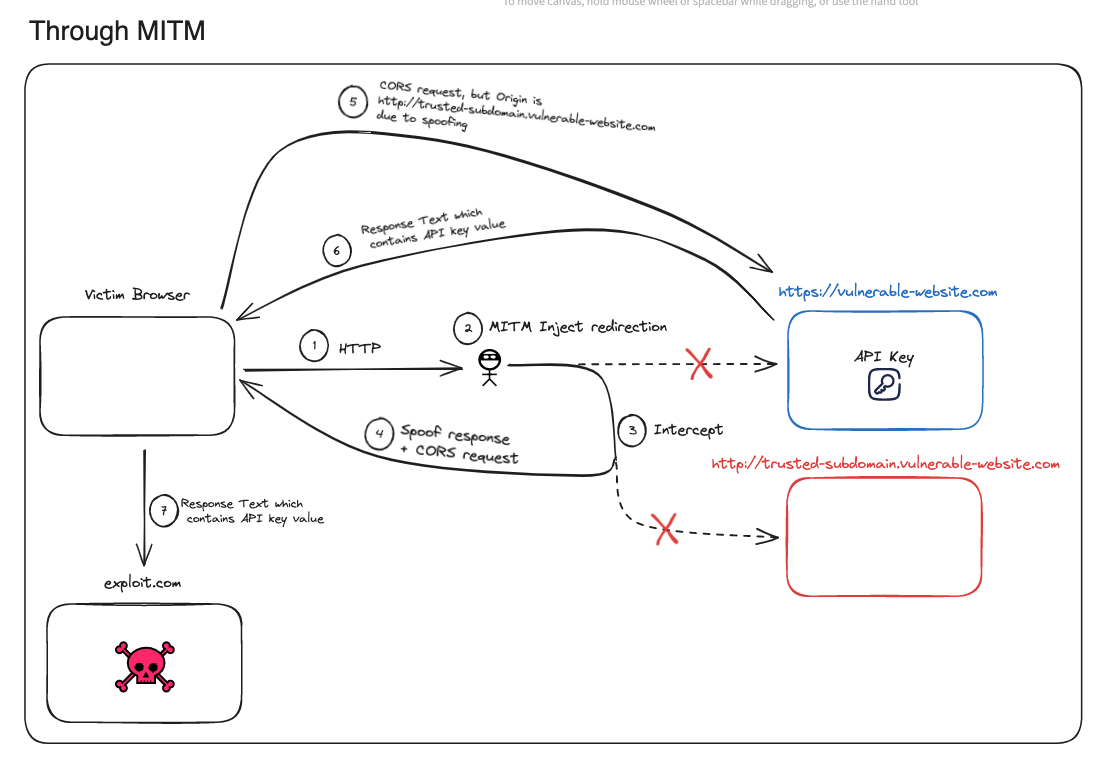 To move canvas, hold mouse wheel or spacebar while dragging, or use the hand tool
Through MITM
5
CORS request, but Origin is
http://trusted-subdomain.vulnerable-website.com
due to spoofing
6
Response Text which
contains API key value
Victim Browser
https://vulnerable-website.com
1
HTTP
2
MITM Inject redirection
API Key
3
Intercept
4
Spoof response
+ CORS request
http://trusted-subdomain.vulnerable-website.com
7
Response Text which
contains API key value
exploit.com